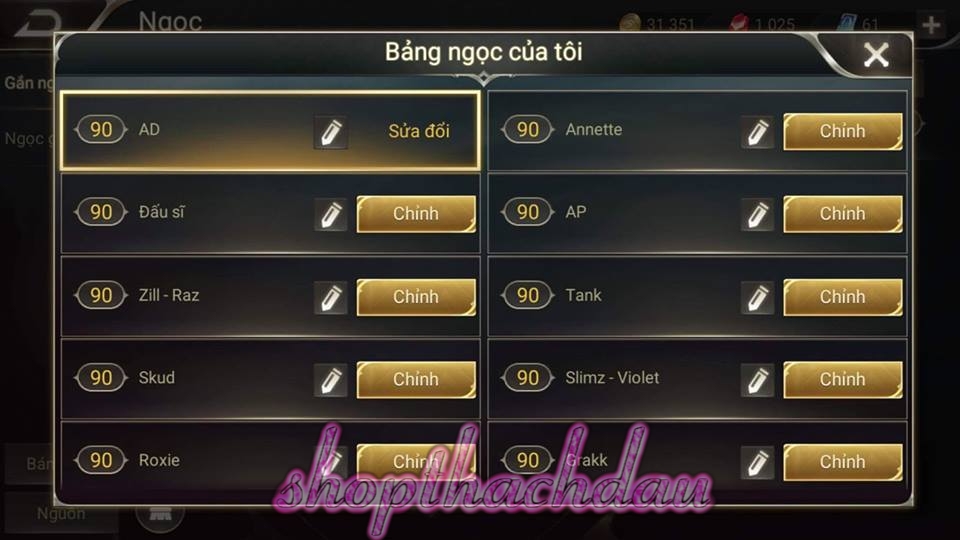 Ngọc
31,351
1,025
61
Bảng ngọc của tôi
Gắn
90 AD Sửa đổi
90 Annette Chỉnh
90 Đấu sĩ Chỉnh
90 AP Chỉnh
90 Zill - Raz Chỉnh
90 Tank Chỉnh
90 Skud Chỉnh
90 Slimz - Violet Chỉnh
90 Roxie Chỉnh
90 Grakk Chỉnh
shopthachdau
Nguồn